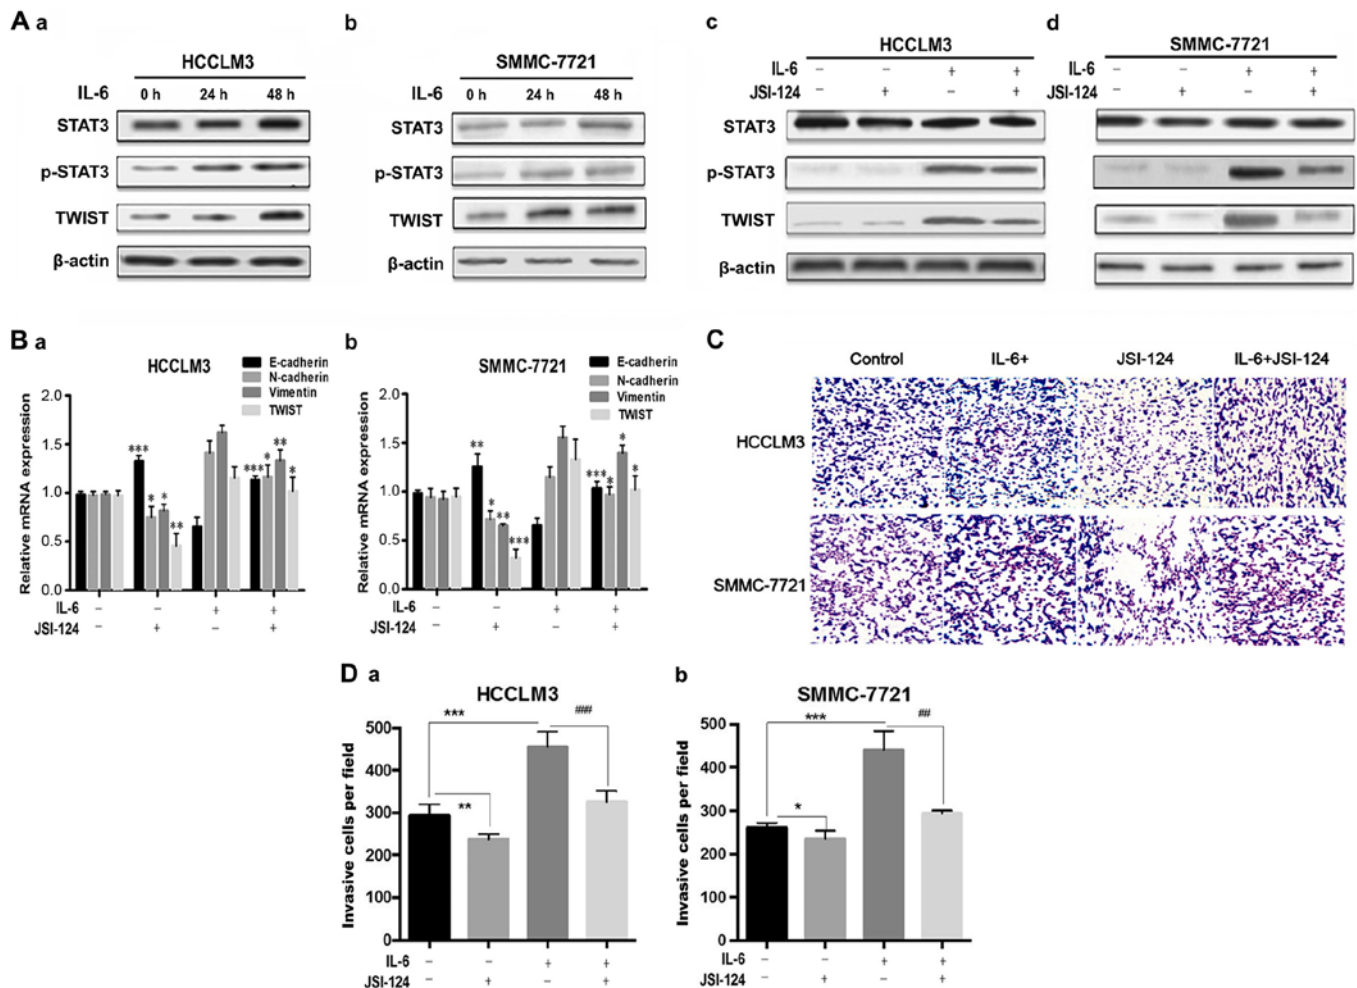 A a
HCCLM3
IL-6 0 h 24 h 48 h
STAT3
p-STAT3
TWIST
β-actin
b
SMMC-7721
IL-6 0 h 24 h 48 h
STAT3
p-STAT3
TWIST
β-actin
c
HCCLM3
IL-6 – – + +
JSI-124 – + – +
STAT3
p-STAT3
TWIST
β-actin
d
SMMC-7721
IL-6 – – + +
JSI-124 – + – +
B a
HCCLM3
E-cadherin
N-cadherin
Vimentin
TWIST
Relative mRNA expression
2.0
1.5
1.0
0.5
0.0
*** * * **
*** * ** *
IL-6 – – + +
JSI-124 – + – +
b
SMMC-7721
E-cadherin
N-cadherin
Vimentin
TWIST
Relative mRNA expression
2.0
1.5
1.0
0.5
0.0
** * ** ***
*** * * *
IL-6 – – + +
JSI-124 – + – +
C
Control IL-6+ JSI-124 IL-6+JSI-124
HCCLM3
SMMC-7721
D a
HCCLM3
Invasive cells per field
500
400
300
200
100
0
*** ###
**
IL-6 – – + +
JSI-124 – + – +
b
SMMC-7721
Invasive cells per field
500
400
300
200
100
0
*** ##
*
IL-6 – – + +
JSI-124 – + – +